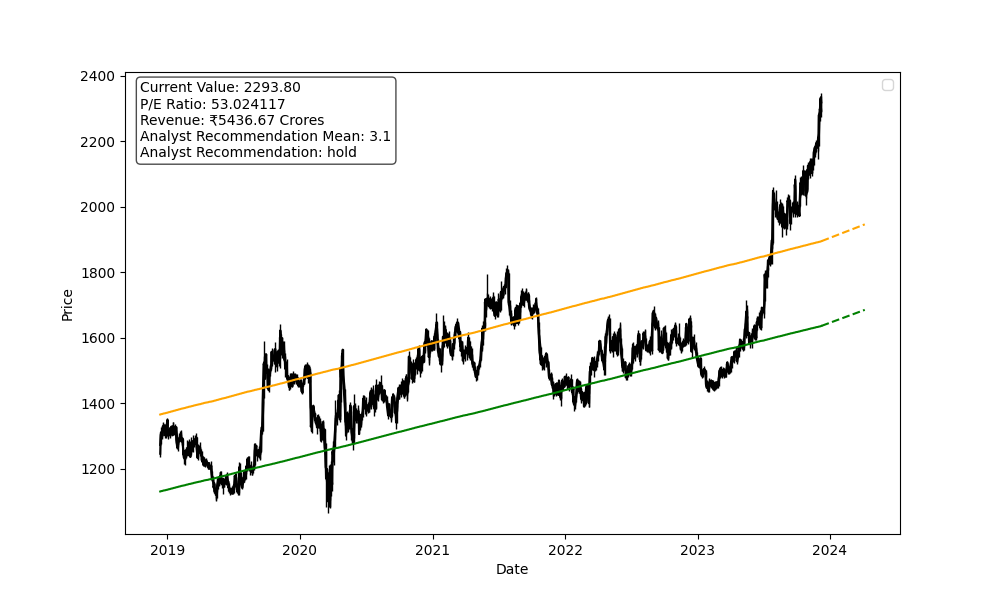 Current Value: 2293.80
P/E Ratio: 53.024117
Revenue: ₹5436.67 Crores
Analyst Recommendation Mean: 3.1
Analyst Recommendation: hold
2400
2200
2000
1800
1600
1400
1200
Price
2019 2020 2021 2022 2023 2024
Date